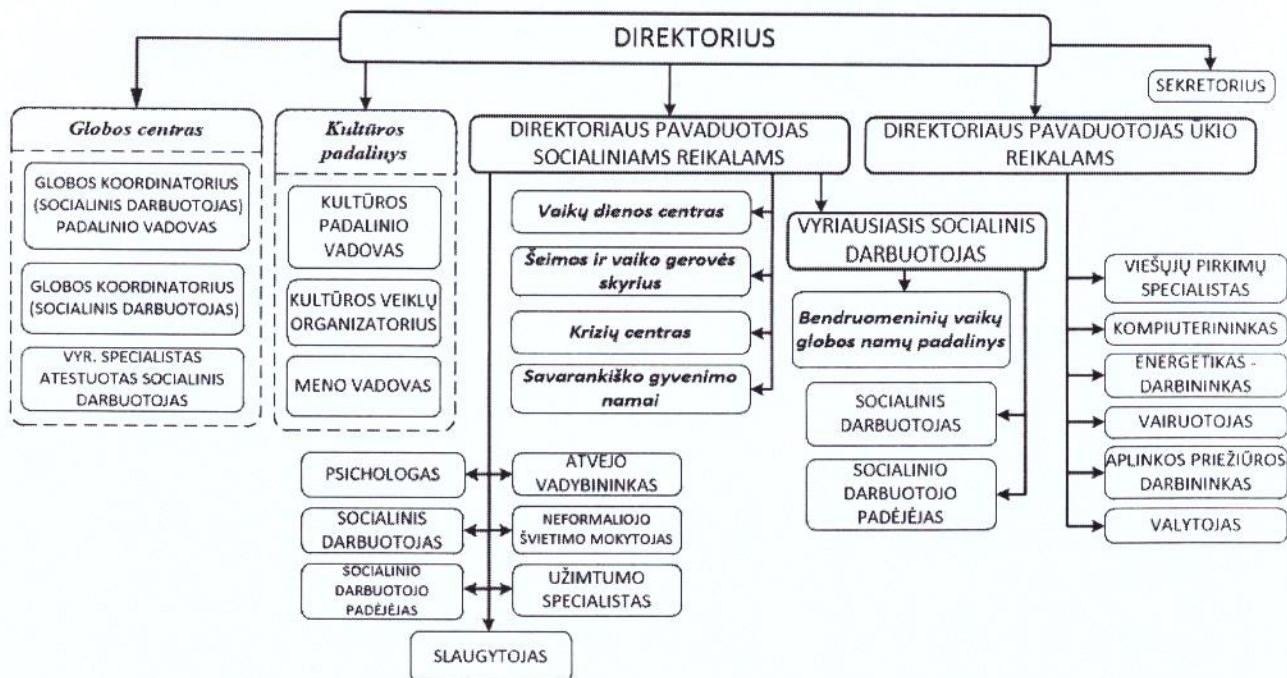 DIREKTORIUS
SEKRETORIUS
Globos centras
GLOBOS KOORDINATORIUS
(SOCIALINIS DARBUOTOJAS)
PADALINIO VADOVAS
GLOBOS KOORDINATORIUS
(SOCIALINIS DARBUOTOJAS)
VYR. SPECIALISTAS
ATESTUOTAS SOCIALINIS
DARBUOTOJAS
Kultūros
padalinys
KULTŪROS
PADALINIO
VADOVAS
KULTŪROS VEIKLŲ
ORGANIZATORIUS
MENO VADOVAS
DIREKTORIAUS PAVADUOTOJAS
SOCIALINIAMS REIKALAMS
Vaikų dienos centras
Šeimos ir vaiko gerovės
skyrius
Krizių centras
Savarankiško gyvenimo
namai
PSICHOLOGAS
ATVEJO
VADYBININKAS
SOCIALINIS
DARBUOTOJAS
NEFORMALIOJO
ŠVIETIMO MOKYTOJAS
SOCIALINIO
DARBUOTOJO
PADĖJĖJAS
UŽIMTUMO
SPECIALISTAS
SLAUGYTOJAS
VYRIAUSIASIS SOCIALINIS
DARBUOTOJAS
Bendruomeninių vaikų
globos namų padalinys
SOCIALINIS
DARBUOTOJAS
SOCIALINIO
DARBUOTOJO
PADĖJĖJAS
DIREKTORIAUS PAVADUOTOJAS ŪKIO
REIKALAMS
VIEŠŲJŲ PIRKIMŲ
SPECIALISTAS
KOMPIUTERININKAS
ENERGETIKAS -
DARBININKAS
VAIRUOTOJAS
APLINKOS PRIEŽIŪROS
DARBININKAS
VALYTOJAS